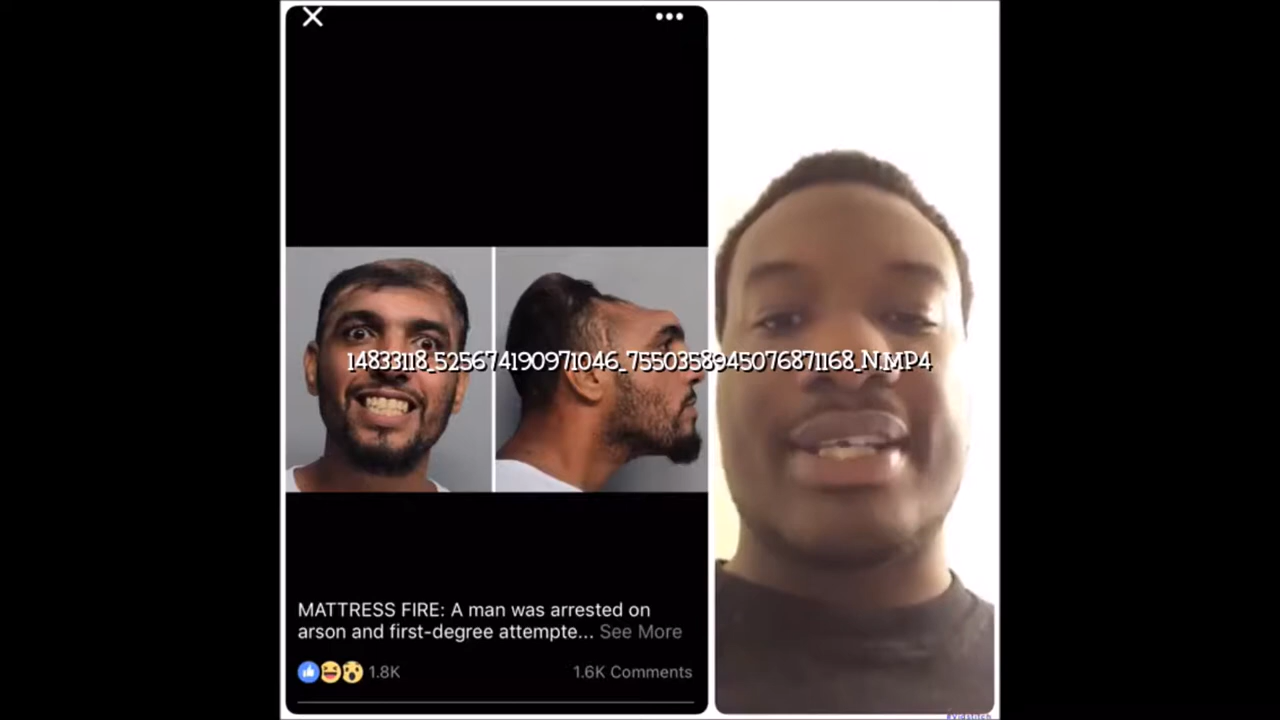 14833118_525674190971046_7550358945076871168_N.MP4
MATTRESS FIRE: A man was arrested on
arson and first-degree attempte... See More
1.8K
1.6K Comments
#Vidstitch